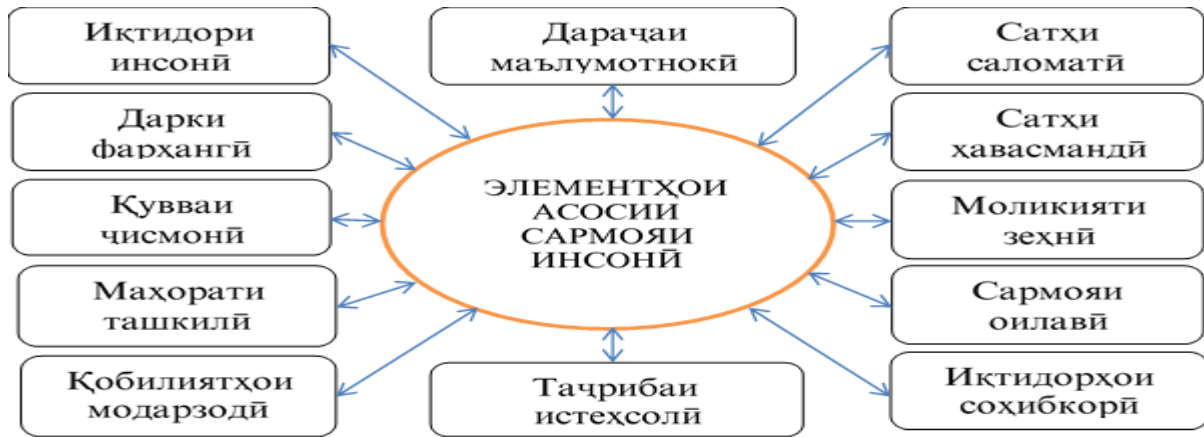 Иқтидори
инсонӣ
Дараҷаи
маълумотнокӣ
Сатҳи
саломатӣ
Дарки
фарҳангӣ
Сатҳи
ҳавасмандӣ
ЭЛЕМЕНТҲОИ
АСОСИИ
САРМОЯИ
ИНСОНӢ
Қувваи
ҷисмонӣ
Моликияти
зеҳнӣ
Маҳорати
ташкилӣ
Сармояи
оилавӣ
Қобилиятҳои
модарзодӣ
Таҷрибаи
истеҳсолӣ
Иқтидорҳои
соҳибкорӣ